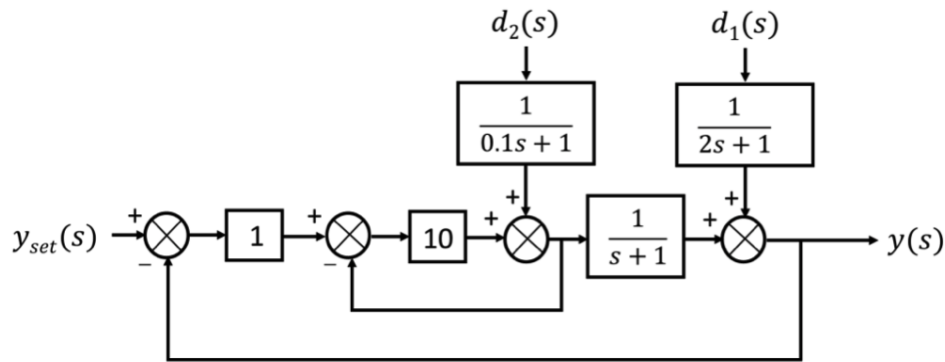 d₂(s)
d₁(s)
1
0.1s + 1
1
2s + 1
+
+
y_set(s)
+
−
1
+
−
10
+
1
s + 1
+
y(s)